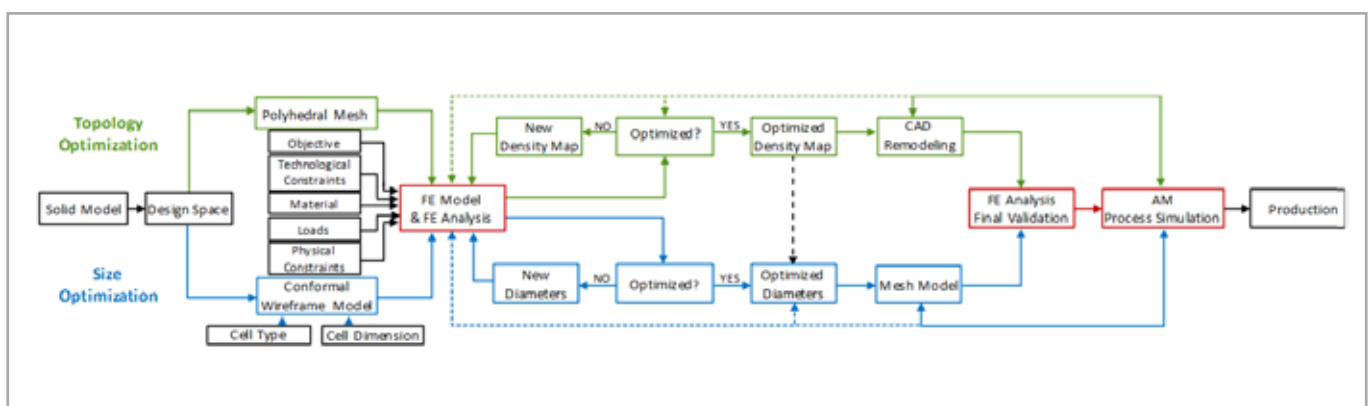 Topology
Optimization
Polyhedral Mesh
Objective
Technological
Constraints
Material
Loads
Physical
Constraints
Solid Model
Design Space
Size
Optimization
Conformal
Wireframe Model
Cell Type
Cell Dimension
FE Model
& FE Analysis
New
Density Map
NO
Optimized?
YES
Optimized
Density Map
CAD
Remodeling
New
Diameters
NO
Optimized?
YES
Optimized
Diameters
Mesh Model
FE Analysis
Final Validation
AM
Process Simulation
Production